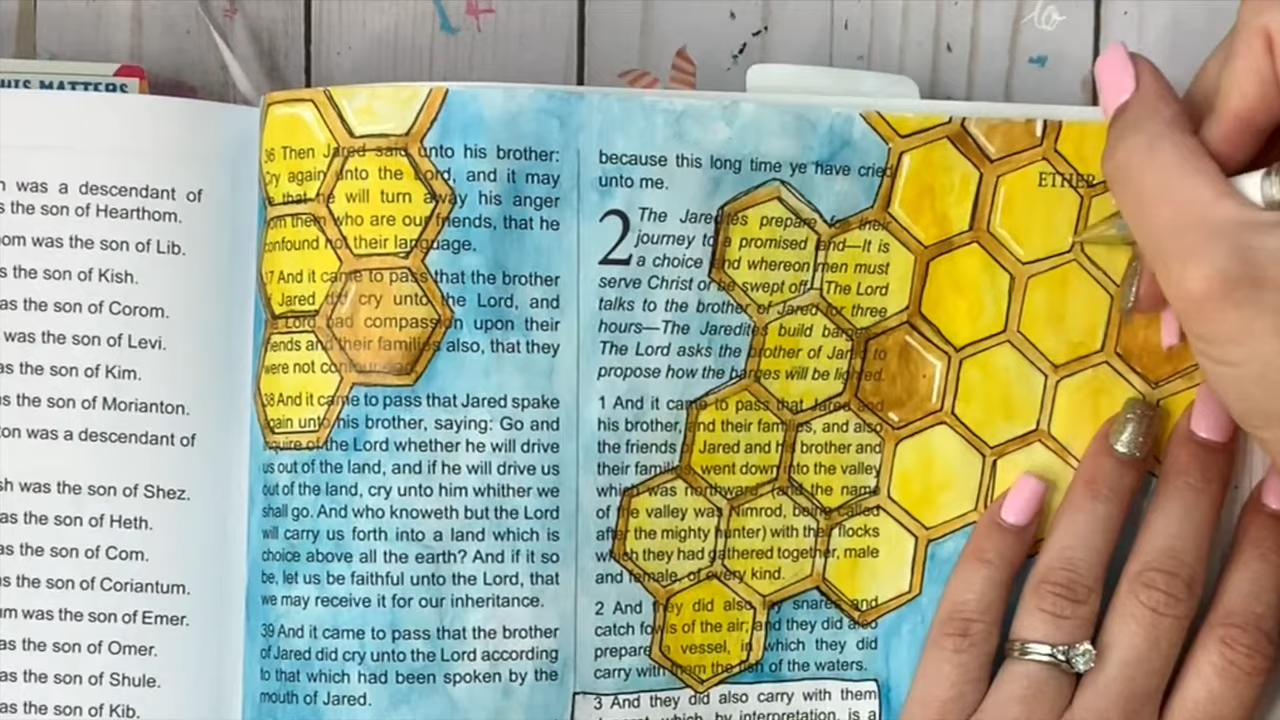 MATTERS
ETHER
was a descendant of
s the son of Hearthom.
om was the son of Lib.
s the son of Kish.
as the son of Corom.
was the son of Levi.
as the son of Kim.
as the son of Morianton.
on was a descendant of
sh was the son of Shez.
as the son of Heth.
as the son of Com.
as the son of Coriantum.
um was the son of Emer.
as the son of Omer.
as the son of Shule.
as the son of Kib.
36 Then Jared said unto his brother:
Cry again unto the Lord, and it may
be that he will turn away his anger
from them who are our friends, that he
confound not their language.
37 And it came to pass that the brother
of Jared did cry unto the Lord, and
the Lord had compassion upon their
friends and their families also, that they
were not confounded.
38 And it came to pass that Jared spake
again unto his brother, saying: Go and
inquire of the Lord whether he will drive
us out of the land, and if he will drive us
out of the land, cry unto him whither we
shall go. And who knoweth but the Lord
will carry us forth into a land which is
choice above all the earth? And if it so
be, let us be faithful unto the Lord, that
we may receive it for our inheritance.
39 And it came to pass that the brother
of Jared did cry unto the Lord according
to that which had been spoken by the
mouth of Jared.
because this long time ye have cried
unto me.
2 The Jaredites prepare for their
journey to a promised land—It is
a choice land whereon men must
serve Christ or be swept off—The Lord
talks to the brother of Jared for three
hours—The Jaredites build barges—
The Lord asks the brother of Jared to
propose how the barges will be lighted.
1 And it came to pass that Jared and
his brother, and their families, and also
the friends of Jared and his brother and
their families, went down into the valley
which was northward, (and the name
of the valley was Nimrod, being called
after the mighty hunter) with their flocks
which they had gathered together, male
and female, of every kind.
2 And they did also lay snares and
catch fowls of the air; and they did also
prepare a vessel, in which they did
carry with them the fish of the waters.
3 And they did also carry with them
deseret, which, by interpretation, is a